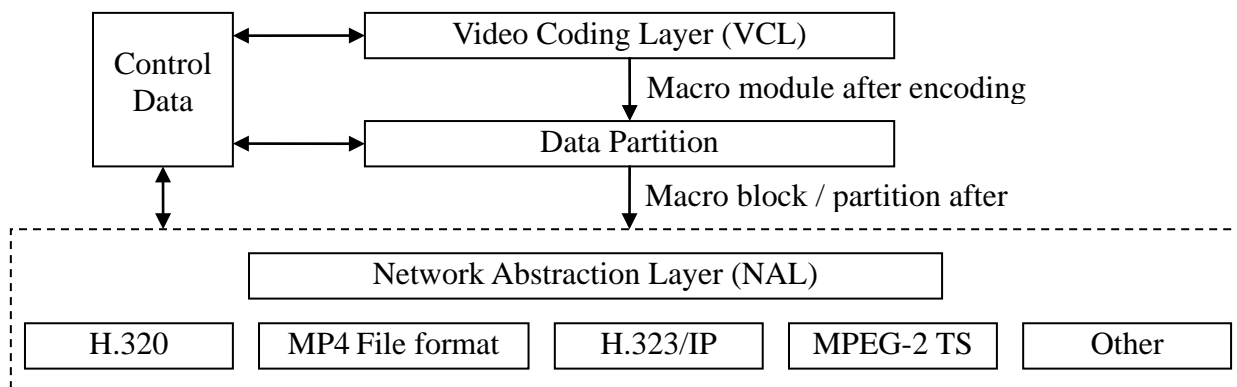 Video Coding Layer (VCL)
Control
Data
Macro module after encoding
Data Partition
Macro block / partition after
Network Abstraction Layer (NAL)
H.320
MP4 File format
H.323/IP
MPEG-2 TS
Other